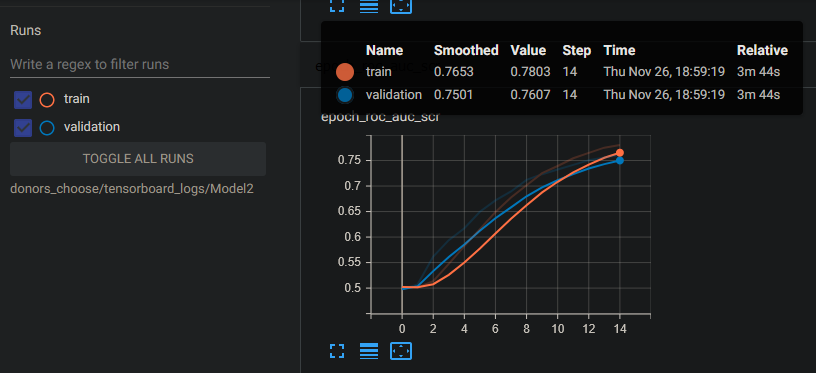 Runs
Write a regex to filter runs
train
validation
TOGGLE ALL RUNS
donors_choose/tensorboard_logs/Model2
Name Smoothed Value Step Time Relative
train 0.7653 0.7803 14 Thu Nov 26, 18:59:19 3m 44s
validation 0.7501 0.7607 14 Thu Nov 26, 18:59:19 3m 44s
epoch_roc_auc_scr
0.75
0.7
0.65
0.6
0.55
0.5
0 2 4 6 8 10 12 14